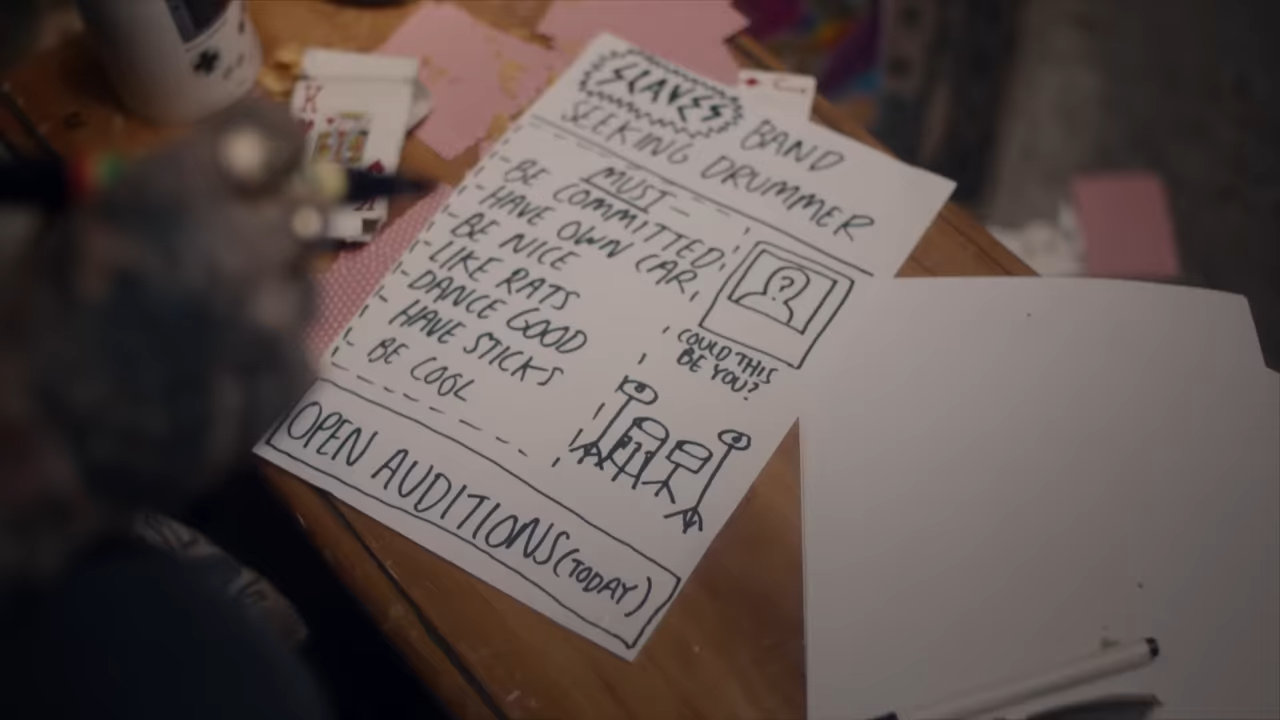 SLAVES BAND
SEEKING DRUMMER
MUST -
- BE COMMITTED
- HAVE OWN CAR
- BE NICE
- LIKE RATS
- DANCE GOOD
- HAVE STICKS
- BE COOL
?
COULD THIS
BE YOU?
OPEN AUDITIONS (TODAY)
K